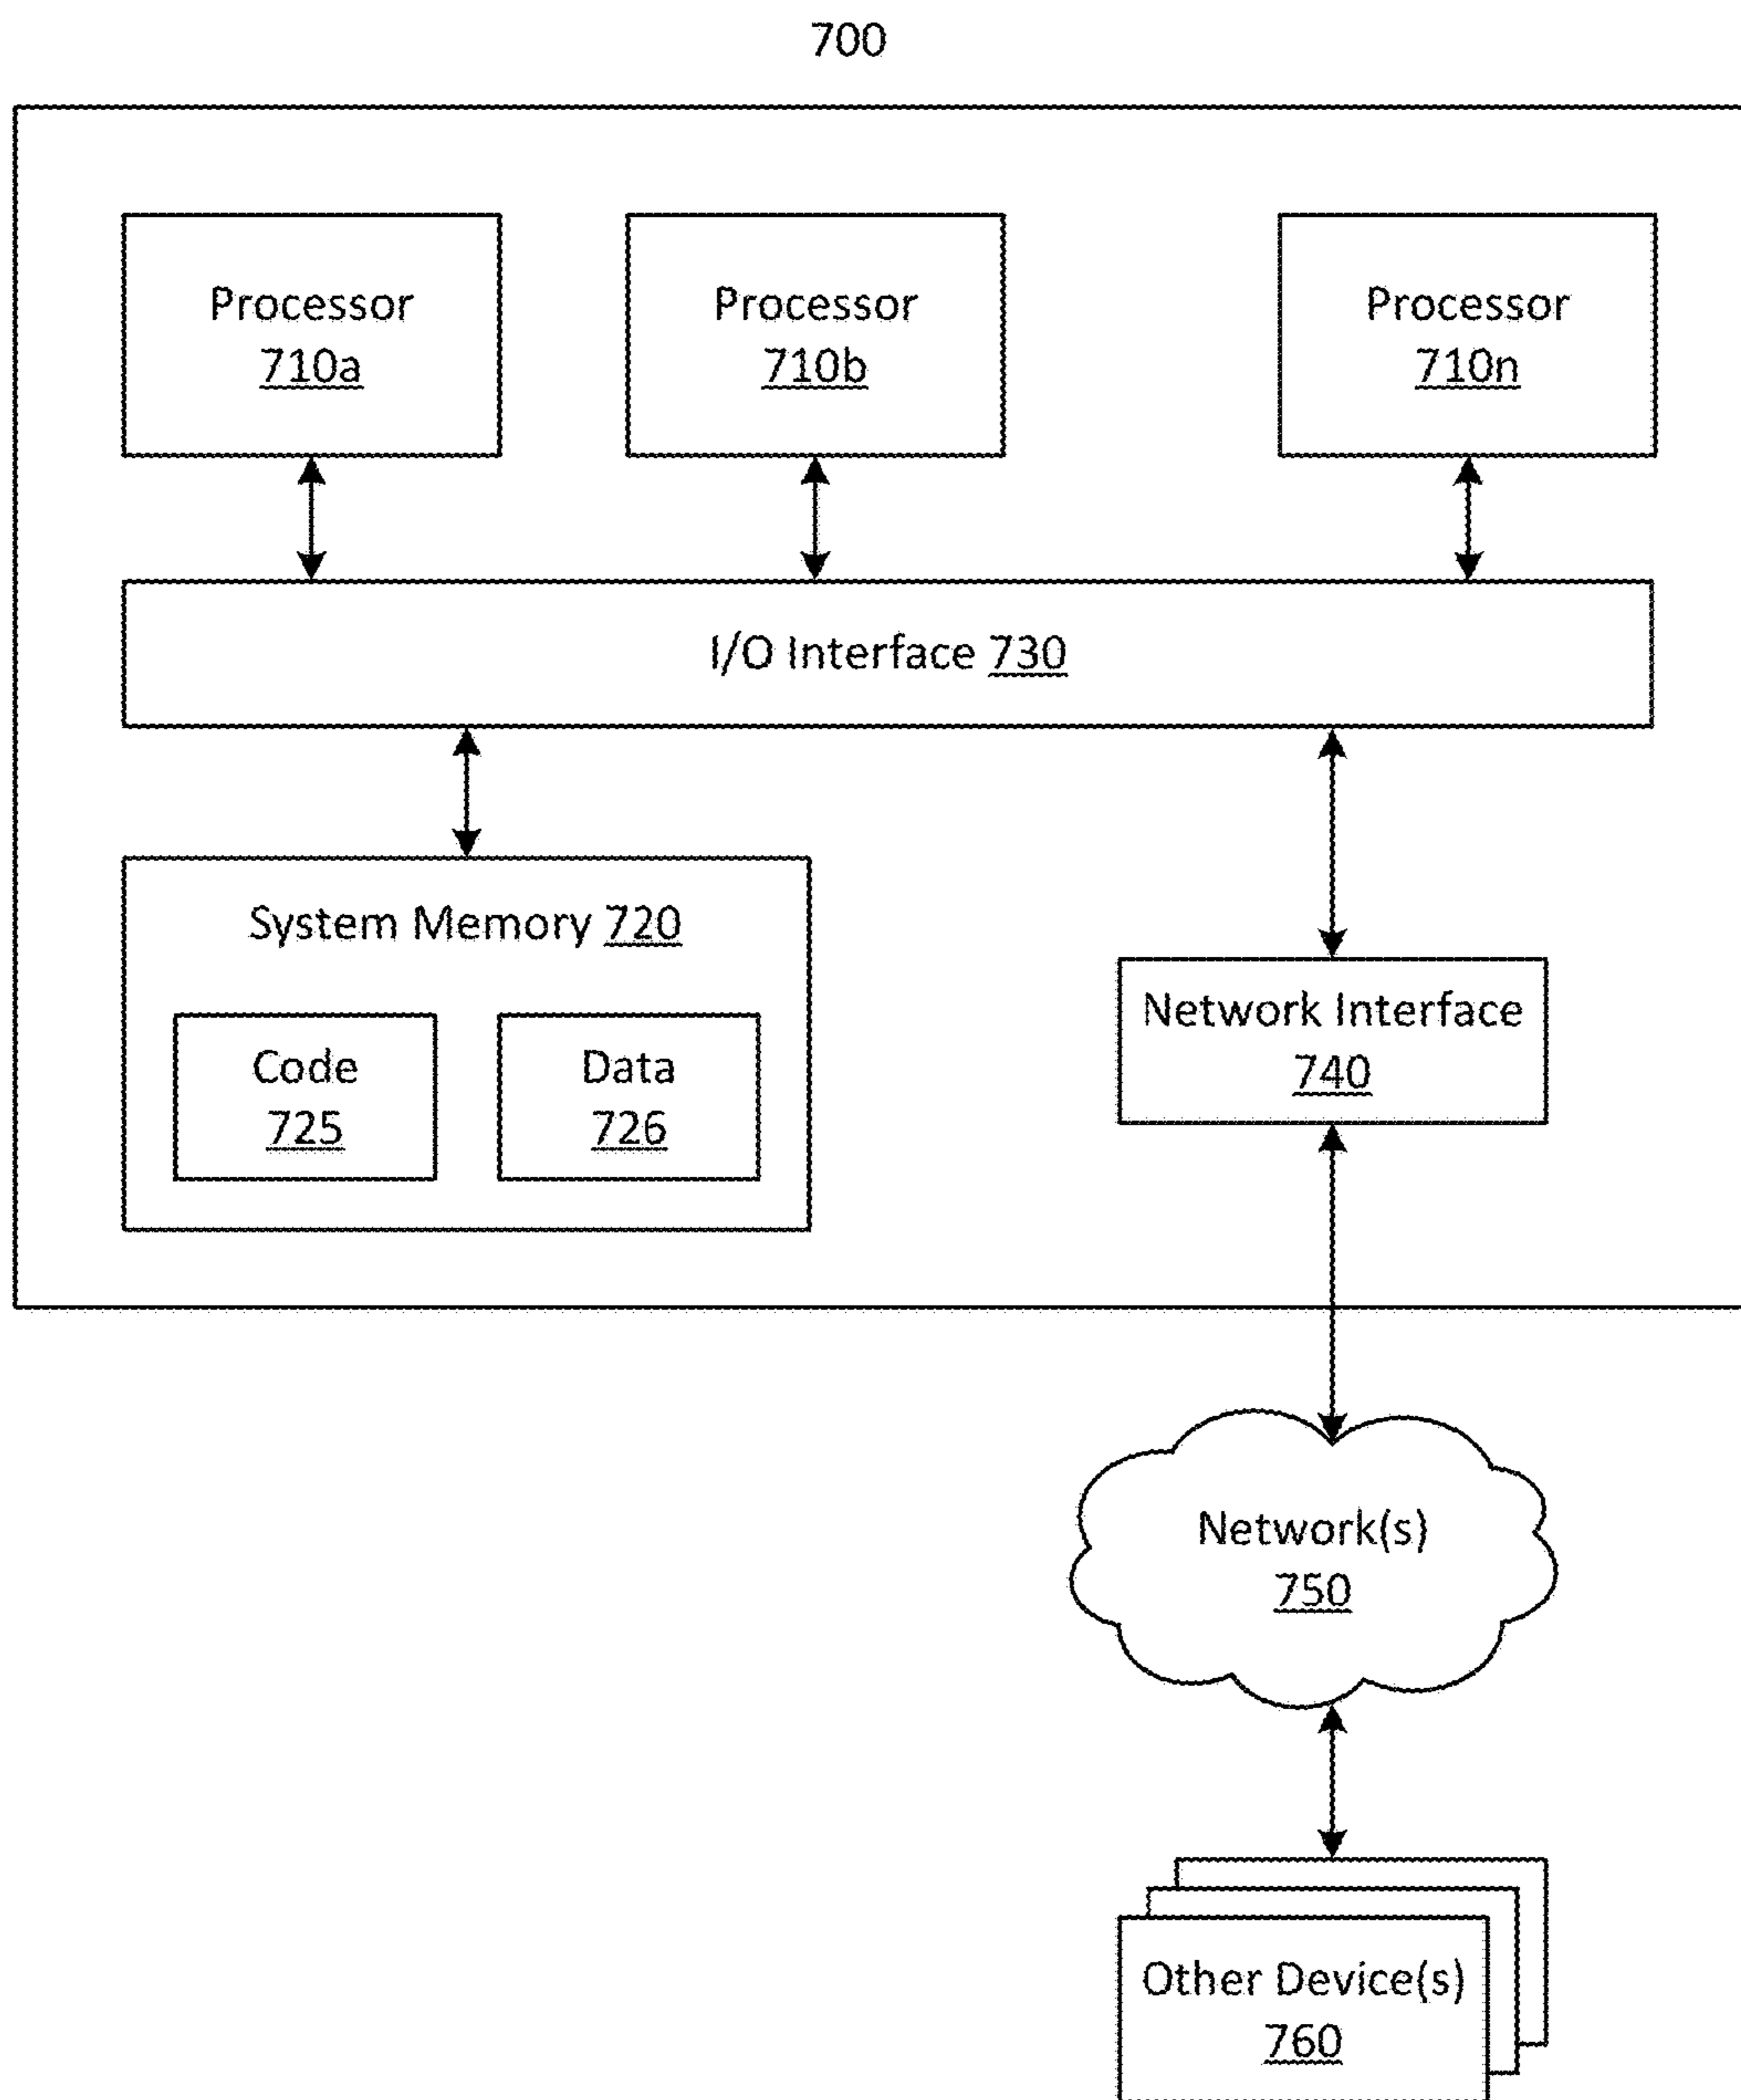 700
Processor
710a
Processor
710b
Processor
710n
I/O Interface 730
System Memory 720
Code
725
Data
726
Network Interface
740
Network(s)
750
Other Device(s)
760